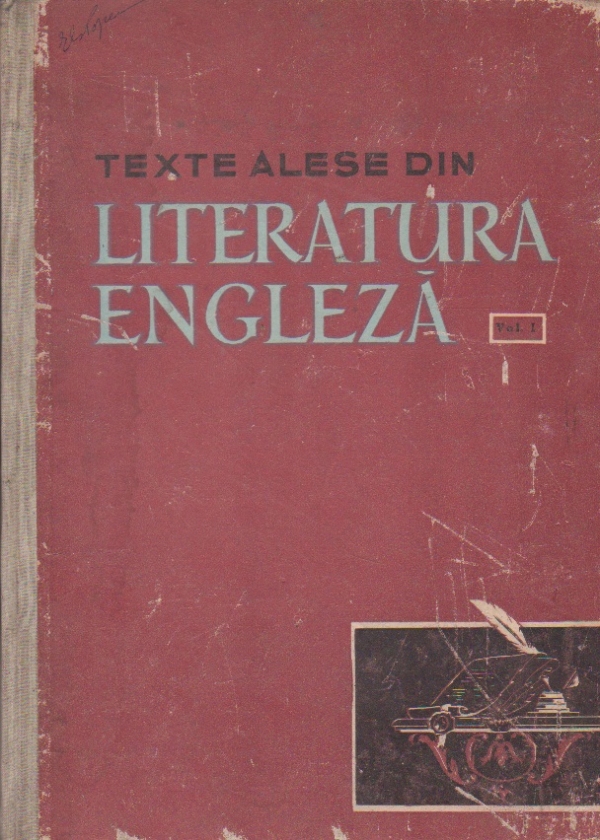 TEXTE ALESE DIN
LITERATURA
ENGLEZĂ
Vol. I